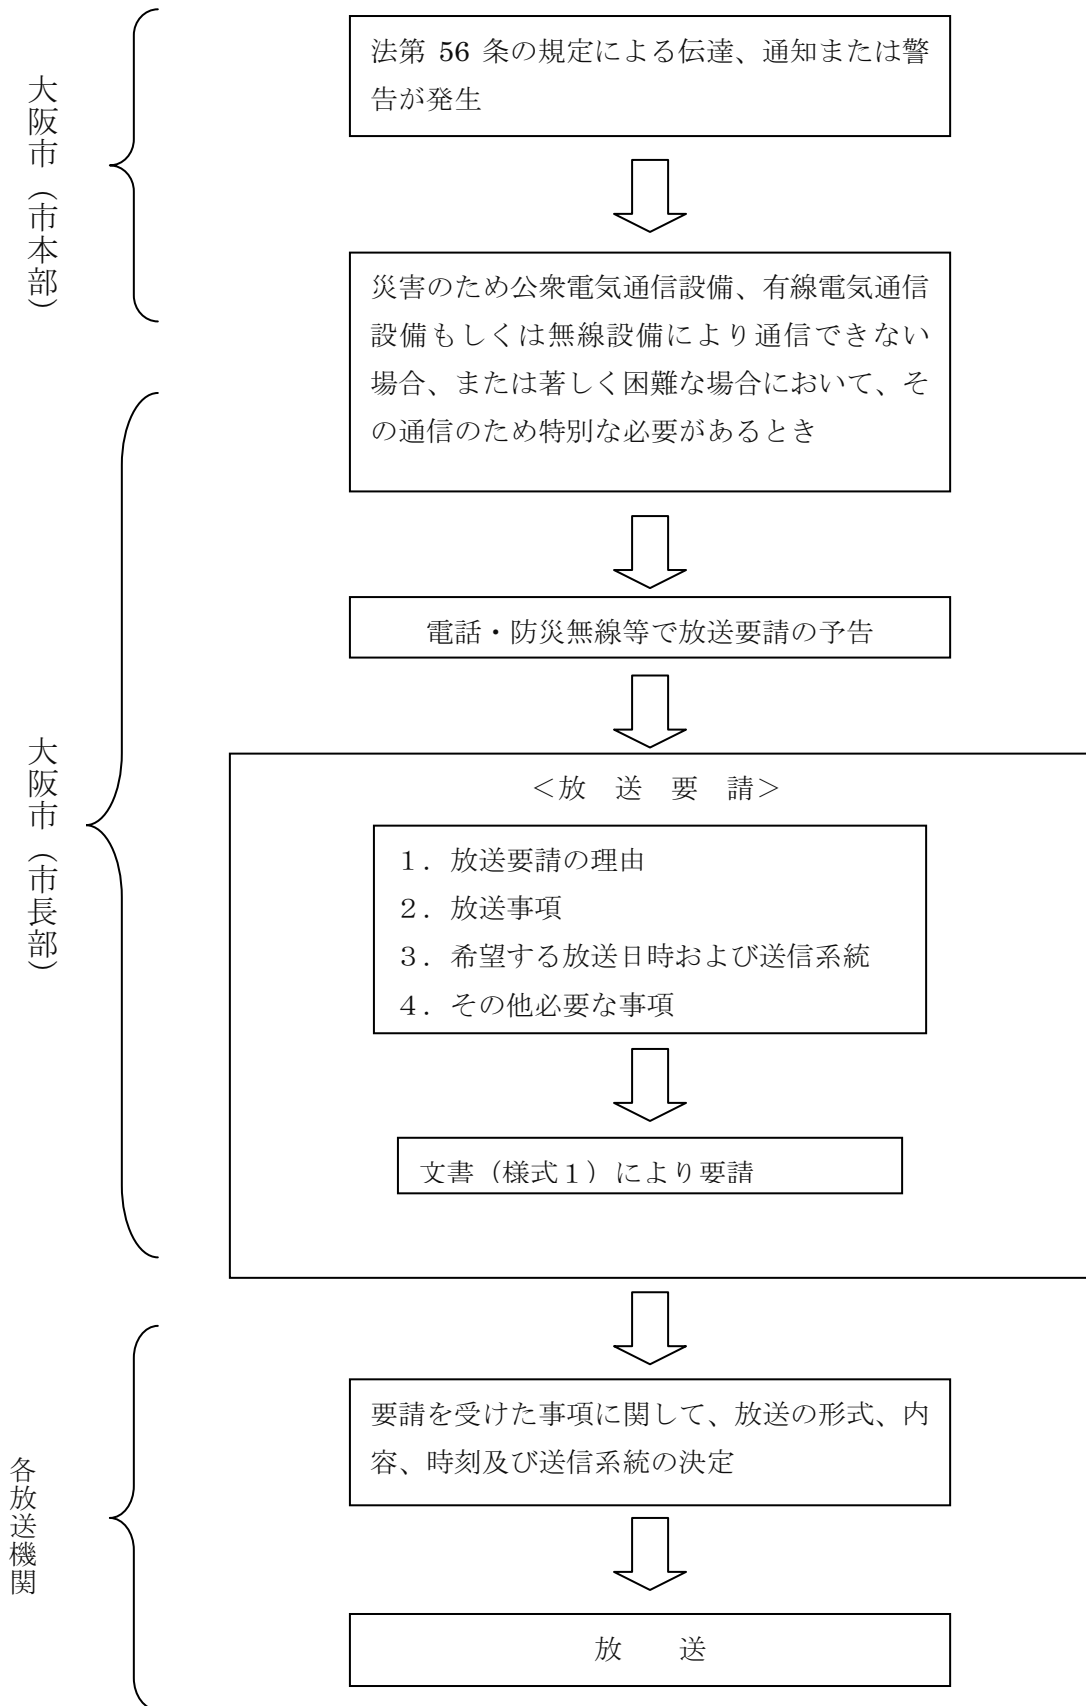 大阪市（市本部）
法第 56 条の規定による伝達、通知または警
告が発生
災害のため公衆電気通信設備、有線電気通信
設備もしくは無線設備により通信できない
場合、または著しく困難な場合において、そ
の通信のため特別な必要があるとき
大阪市（市長部）
電話・防災無線等で放送要請の予告
＜放　送　要　請＞
１．放送要請の理由
２．放送事項
３．希望する放送日時および送信系統
４．その他必要な事項
文書（様式１）により要請
各放送機関
要請を受けた事項に関して、放送の形式、内
容、時刻及び送信系統の決定
放　　送